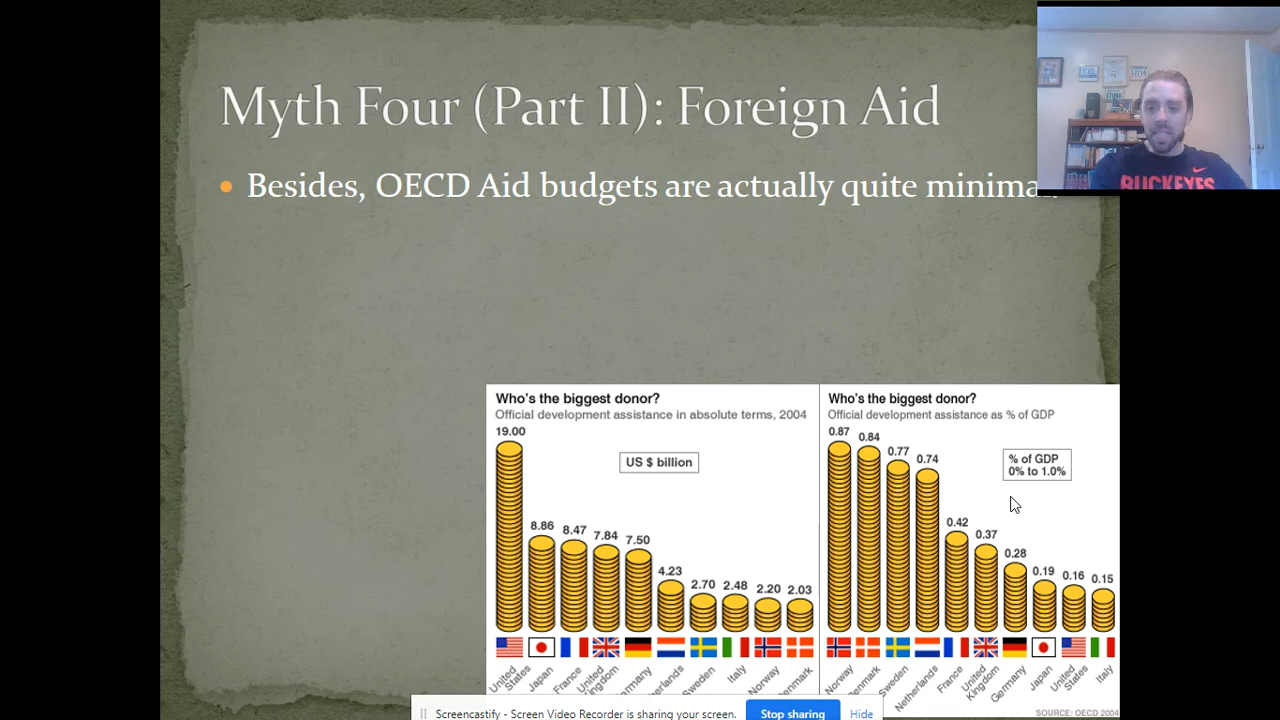 Myth Four (Part II): Foreign Aid
Besides, OECD Aid budgets are actually quite
BUCKEYES
Who's the biggest donor?
Official development assistance in absolute terms, 2004
US $ billion
19.00
8.86
8.47
7.84
7.50
4.23
2.70
2.48
2.20
2.03
United States
Japan
France
United
Italy
Norway
Who's the biggest donor?
Official development assistance as % of GDP
% of GDP
0% to 1.0%
0.87
0.84
0.77
0.74
0.42
0.37
0.28
0.19
0.16
0.15
Norway
Netherlands
France
United Kingdom
Germany
Japan
United States
Italy
SOURCE: OECD 2004
Screencastify - Screen Video Recorder is sharing your screen.
Stop sharing
Hide